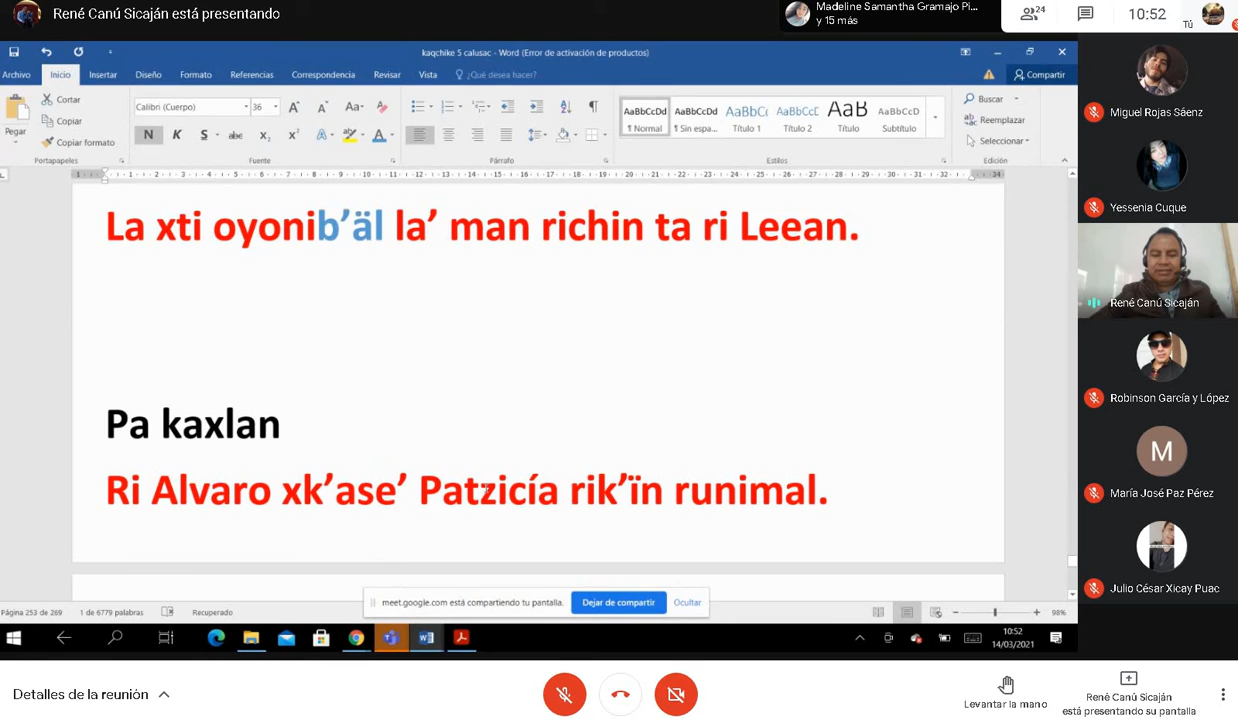 René Canú Sicaján está presentando
Madeline Samantha Gramajo Pi...
y 15 más
24
10:52
Tú
kaqchike 5 calusac - Word (Error de activación de productos)
Archivo Inicio Insertar Diseño Formato Referencias Correspondencia Revisar Vista ¿Qué desea hacer? Compartir
Pegar
Cortar
Copiar
Copiar formato
Portapapeles
Calibri (Cuerpo) 36
N K S abc x₂ x²
Fuente
Párrafo
AaBbCcDd ¶ Normal
AaBbCcDd ¶ Sin espa...
AaBbC Título 1
AaBbCcC Título 2
AaB Título
AaBbCcD Subtítulo
Estilos
Buscar
Reemplazar
Seleccionar
Edición
La xti oyonib’äl la’ man richin ta ri Leean.
Pa kaxlan
Ri Alvaro xk’ase’ Patzicía rik’ïn runimal.
meet.google.com está compartiendo tu pantalla.
Dejar de compartir
Ocultar
Página 253 de 269 1 de 6779 palabras Recuperado 98%
10:52
14/03/2021
Miguel Rojas Sáenz
Yessenia Cuque
René Canú Sicaján
Robinson García y López
M
María José Paz Pérez
Julio César Xicay Puac
Detalles de la reunión
Levantar la mano
René Canú Sicaján
está presentando su pantalla